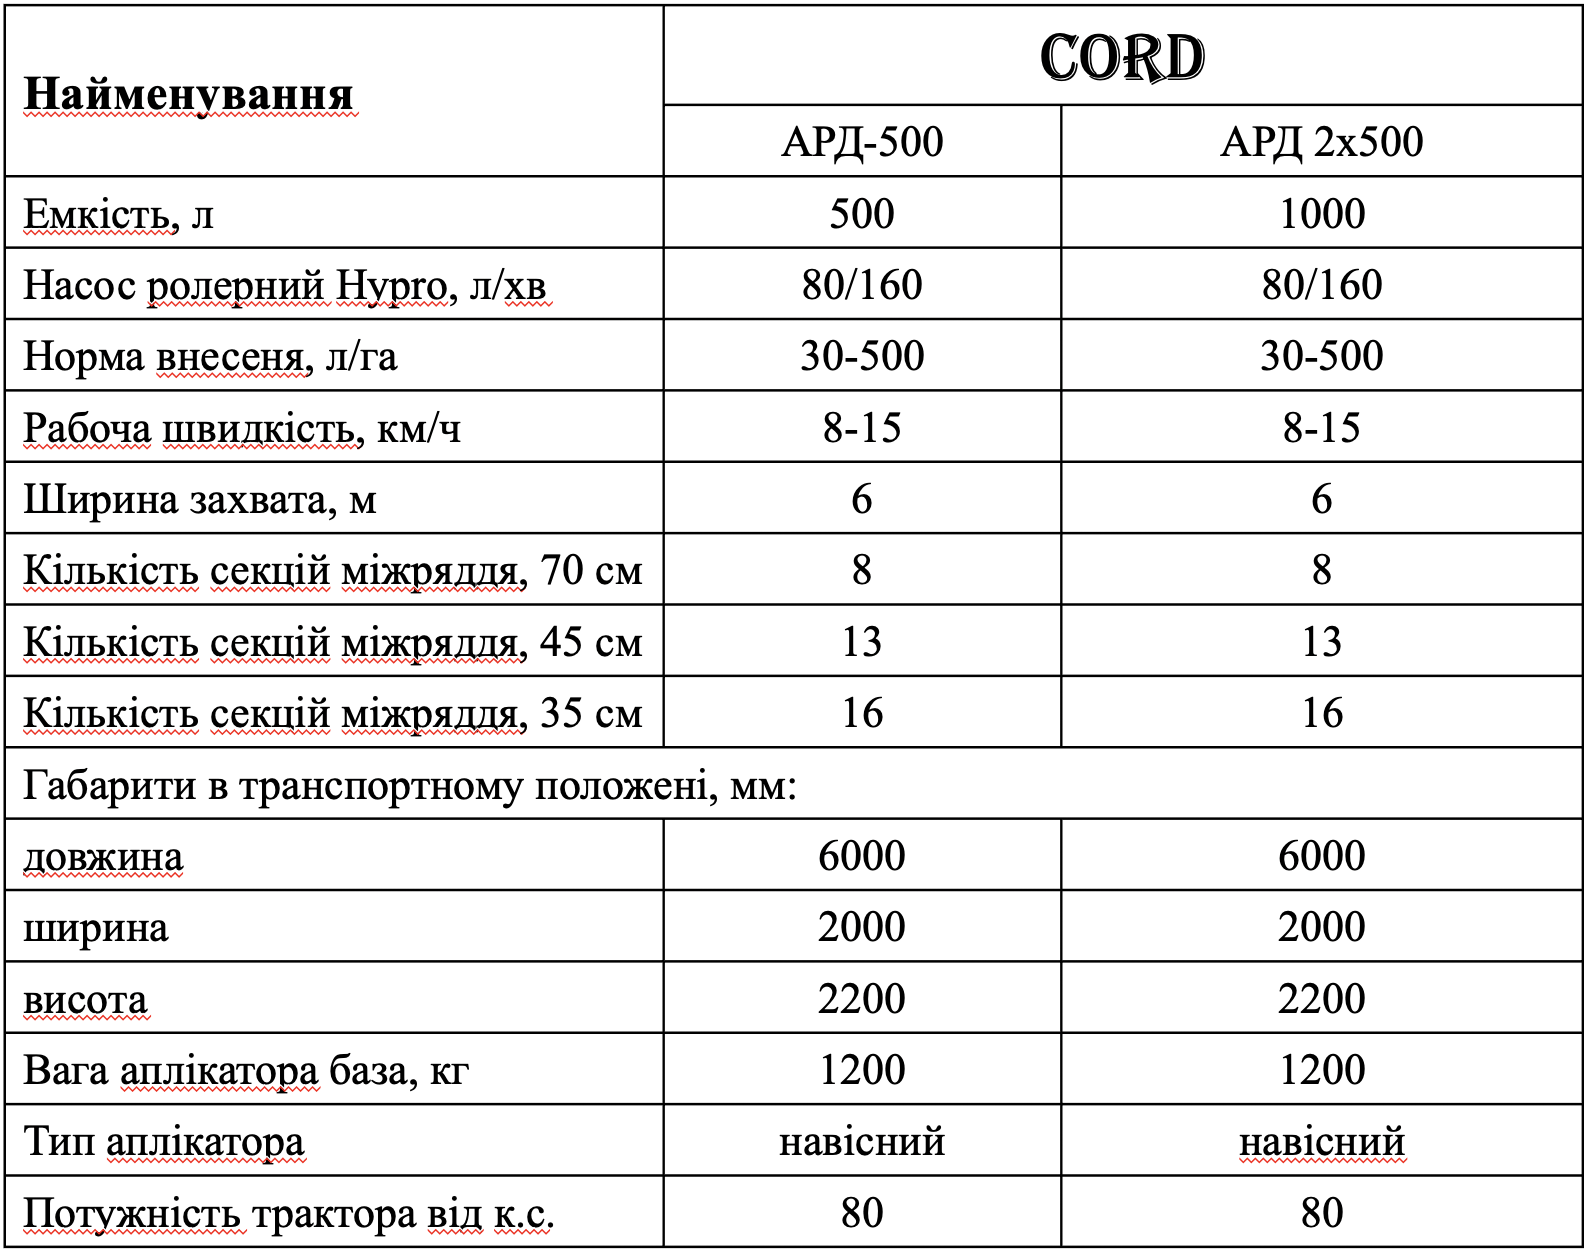 Найменування
CORD
АРД-500 АРД 2х500
Емкість, л 500 1000
Насос ролерний Hypro, л/хв 80/160 80/160
Норма внесеня, л/га 30-500 30-500
Рабоча швидкість, км/ч 8-15 8-15
Ширина захвата, м 6 6
Кількість секцій міжряддя, 70 см 8 8
Кількість секцій міжряддя, 45 см 13 13
Кількість секцій міжряддя, 35 см 16 16
Габарити в транспортному положені, мм:
довжина 6000 6000
ширина 2000 2000
висота 2200 2200
Вага аплікатора база, кг 1200 1200
Тип аплікатора навісний навісний
Потужність трактора від к.с. 80 80